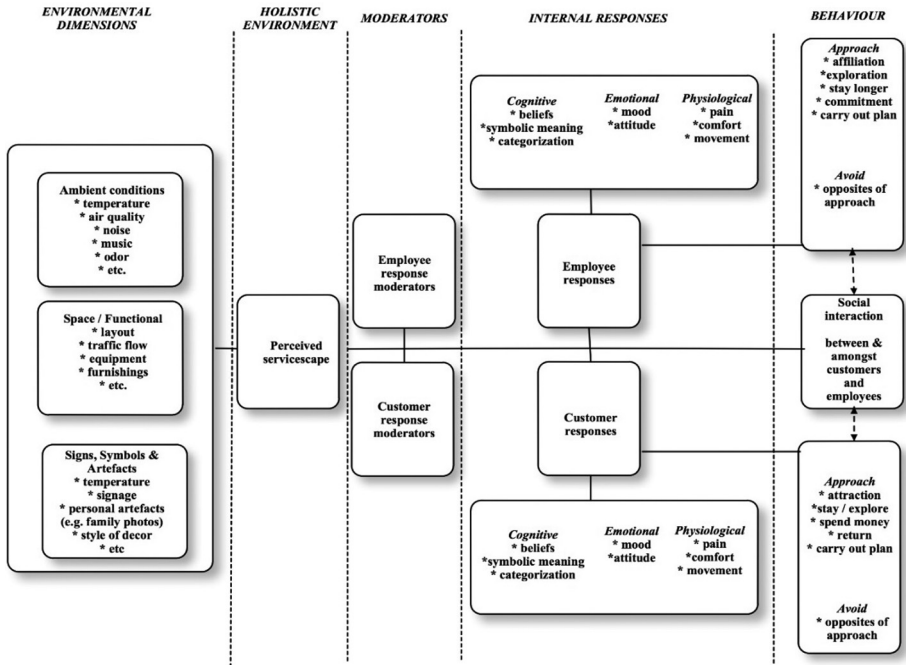 ENVIRONMENTAL
DIMENSIONS
HOLISTIC
ENVIRONMENT
MODERATORS
INTERNAL RESPONSES
BEHAVIOUR
Ambient conditions
* temperature
* air quality
* noise
* music
* odor
* etc.
Space / Functional
* layout
* traffic flow
* equipment
* furnishings
* etc.
Signs, Symbols &
Artefacts
* temperature
* signage
* personal artefacts
(e.g. family photos)
* style of decor
* etc
Perceived
servicescape
Employee
response
moderators
Customer
response
moderators
Cognitive
* beliefs
*symbolic meaning
* categorization
Emotional
* mood
*attitude
Physiological
* pain
*comfort
* movement
Employee
responses
Customer
responses
Cognitive
* beliefs
*symbolic meaning
* categorization
Emotional
* mood
*attitude
Physiological
* pain
*comfort
* movement
Approach
* affiliation
*exploration
* stay longer
* commitment
* carry out plan
Avoid
* opposites of
approach
Social
interaction
between &
amongst
customers
and
employees
Approach
* attraction
*stay / explore
* spend money
* return
* carry out plan
Avoid
* opposites of
approach